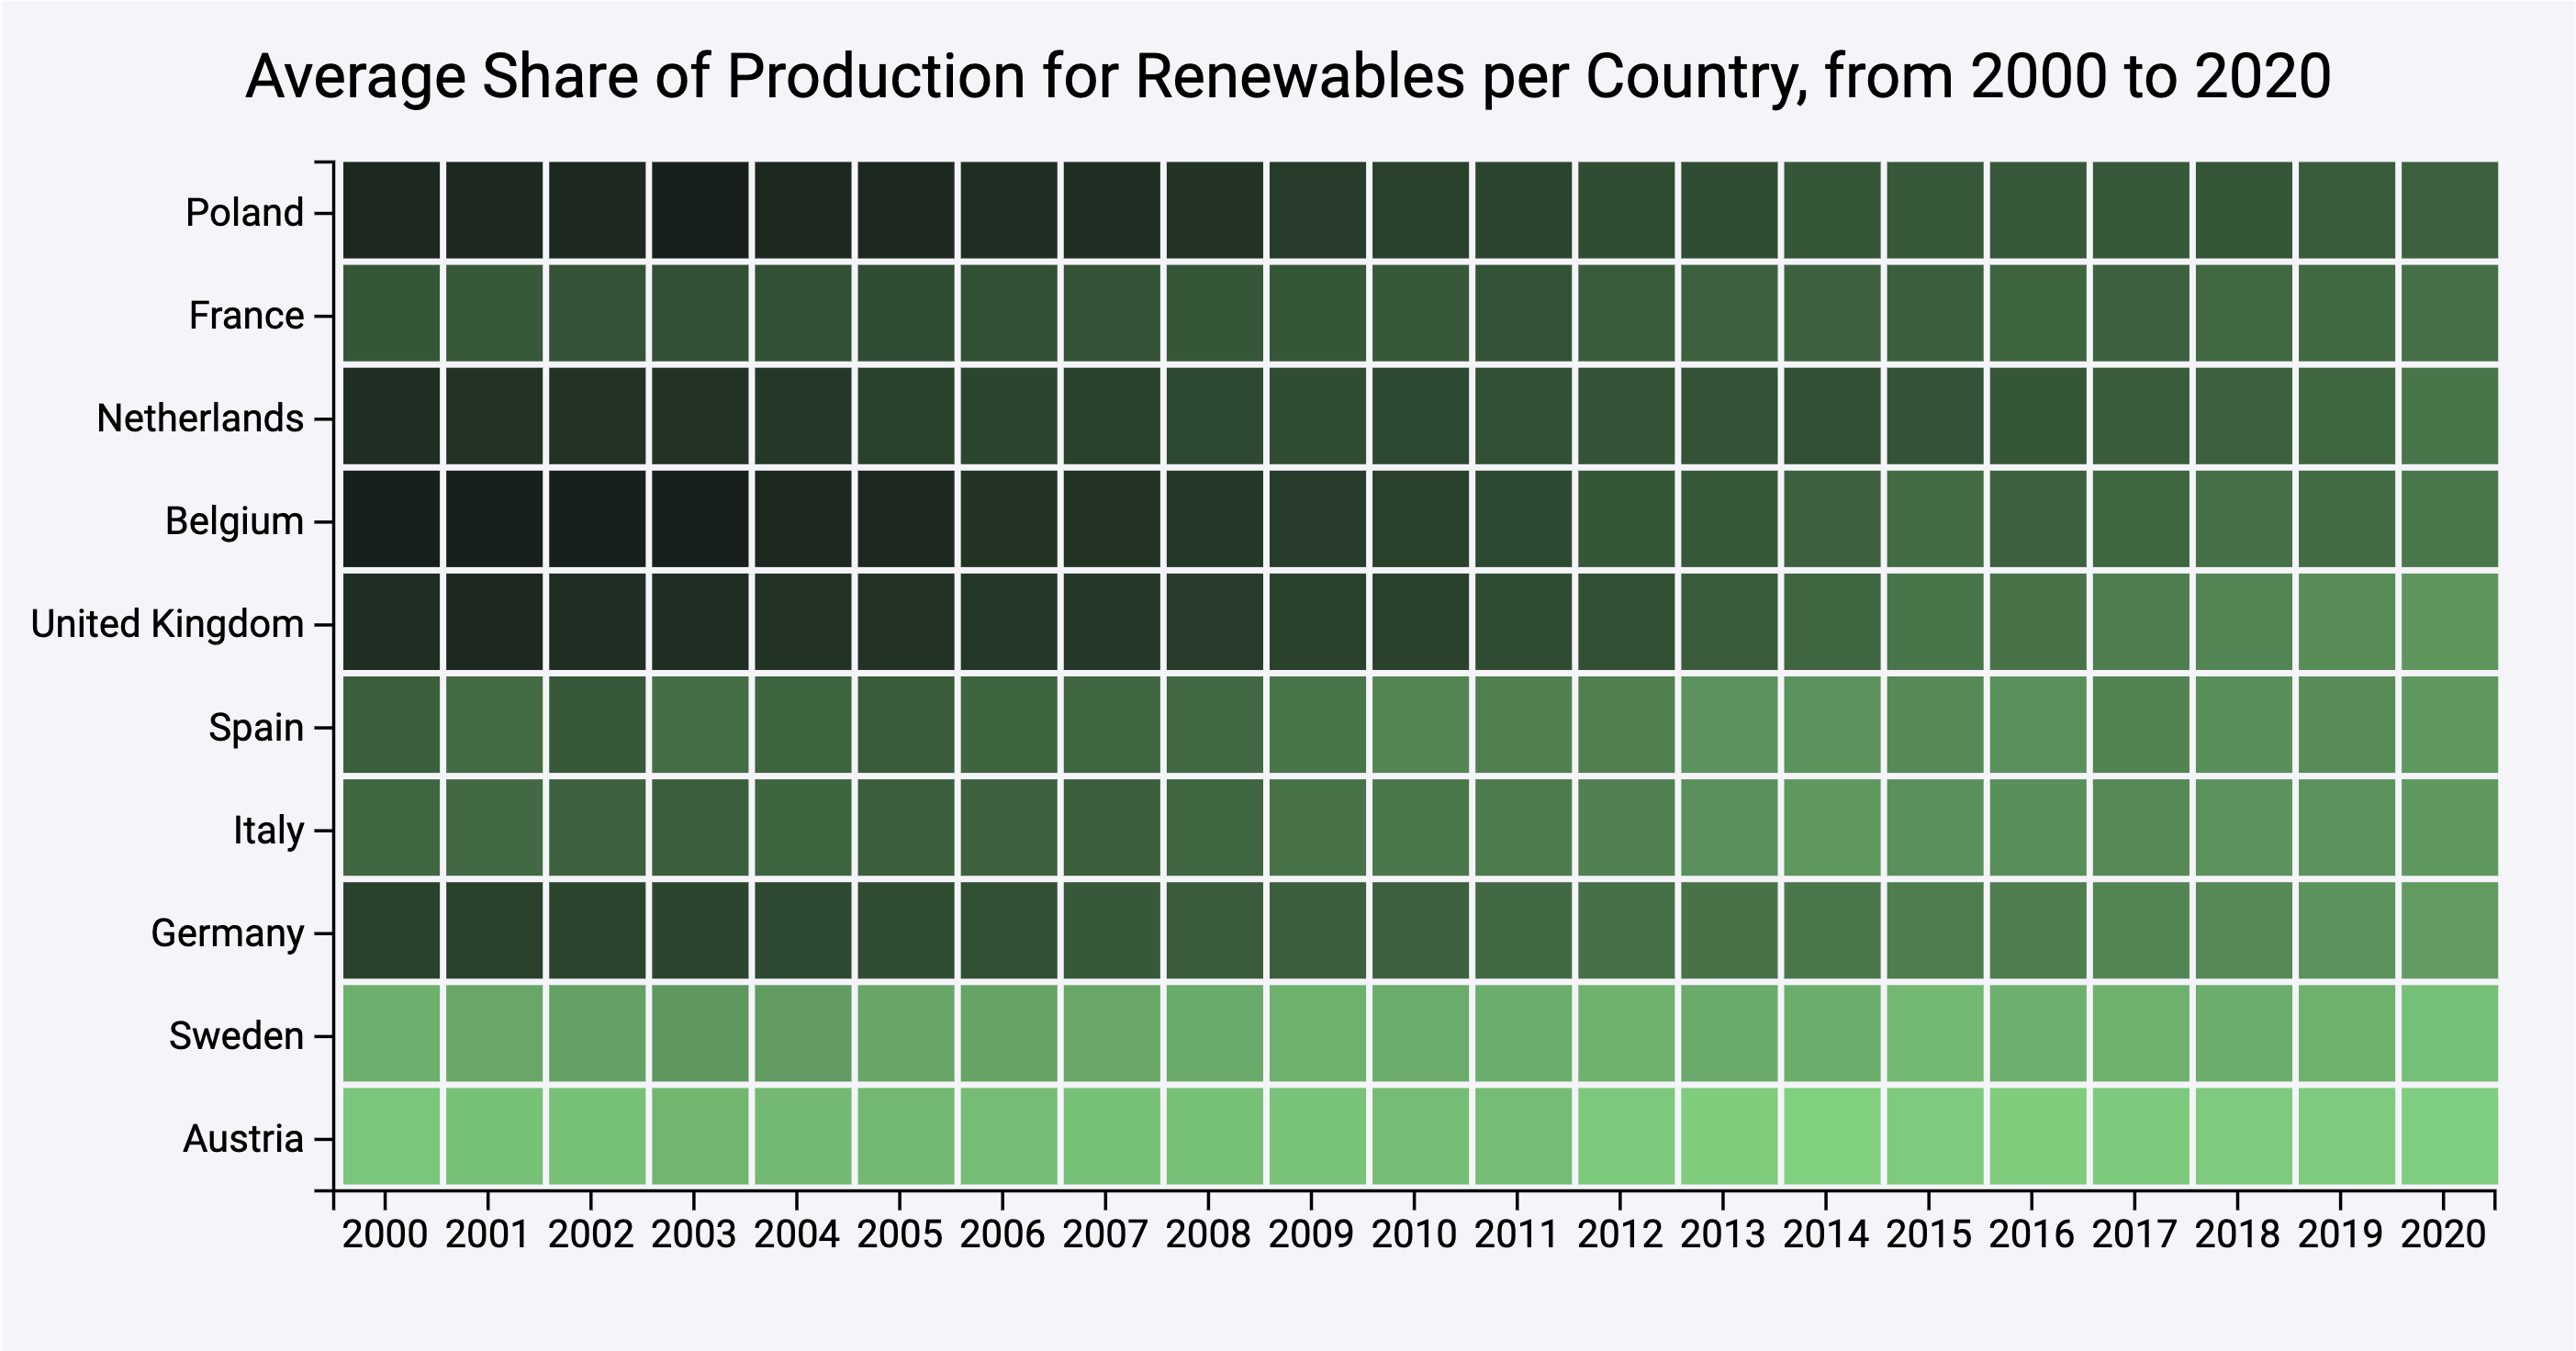 Average Share of Production for Renewables per Country, from 2000 to 2020
Poland
France
Netherlands
Belgium
United Kingdom
Spain
Italy
Germany
Sweden
Austria
2000 2001 2002 2003 2004 2005 2006 2007 2008 2009 2010 2011 2012 2013 2014 2015 2016 2017 2018 2019 2020